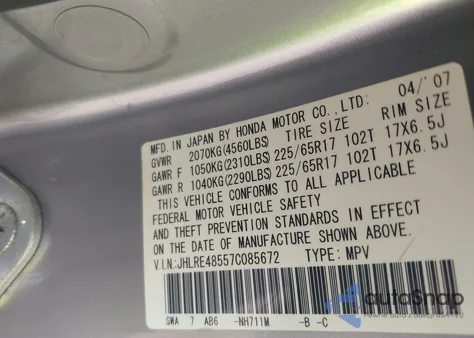 MFD. IN JAPAN BY HONDA MOTOR CO., LTD: 04/'07
GVWR 2070KG(4560LBS) TIRE SIZE RIM SIZE
GAWR F 1050KG(2310LBS) 225/65R17 102T 17X6.5J
GAWR R 1040KG(2290LBS) 225/65R17 102T 17X6.5J
THIS VEHICLE CONFORMS TO ALL APPLICABLE
FEDERAL MOTOR VEHICLE SAFETY
AND THEFT PREVENTION STANDARDS IN EFFECT
ON THE DATE OF MANUFACTURE SHOWN ABOVE.
V.I.N.:JHLRE48557C085672 TYPE: MPV
SWA 7 AB6 -NH711M -B -C
autoSnap